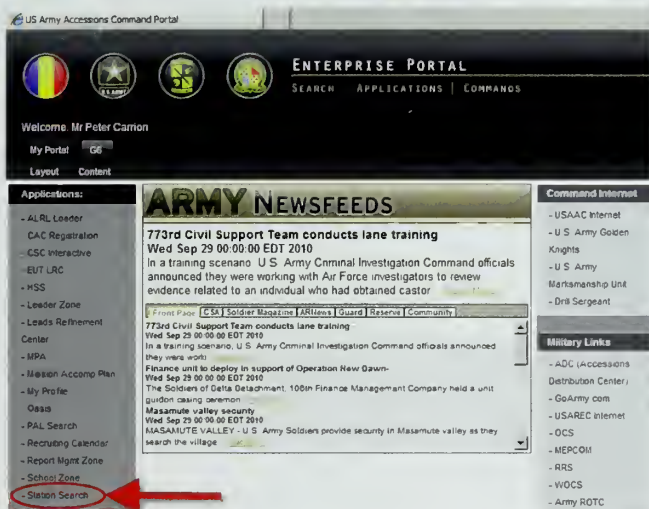 US Army Accessions Command Portal
U.S. ARMY
ENTERPRISE PORTAL
SEARCH APPLICATIONS | COMMANDS
Welcome, Mr Peter Carrion
My Portal G6
Layout Content
Applications:
- ALRL Loader
CAC Registration
- CSC Interactive
- EUT LRC
- HSS
- Leader Zone
- Leads Refinement
Center
- MPA
- Mission Accomp Plan
- My Profile
Oasis
- PAL Search
- Recruiting Calendar
- Report Mgmt Zone
- School Zone
- Station Search
ARMY NEWSFEEDS
773rd Civil Support Team conducts lane training
Wed Sep 29 00:00:00 EDT 2010
In a training scenario U S Army Criminal Investigation Command officials
announced they were working with Air Force investigators to review
evidence related to an individual who had obtained castor
Front Page CSA Soldier Magazine ARNews Guard Reserve Community
773rd Civil Support Team conducts lane training
Wed Sep 29 00:00:00 EDT 2010
In a training scenario, U S Army Criminal Investigation Command officials announced
they were worki
Finance unit to deploy in support of Operation New Dawn-
Wed Sep 29 00:00:00 EDT 2010
The Soldiers of Delta Detachment, 106th Finance Management Company held a unit
guidon casing ceremon
Masamute valley security
Wed Sep 29 00:00:00 EDT 2010
MASAMUTE VALLEY - U S Army Soldiers provide security in Masamute valley as they
search the village
Command Internet
- USAAC Internet
- U S Army Golden
Knights
- U S Army
Marksmanship Unit
- Drill Sergeant
Military Links
- ADC (Accessions
Distribution Center)
- GoArmy com
- USAREC Internet
- OCS
- MEPCOM
- RRS
- WOCS
- Army ROTC